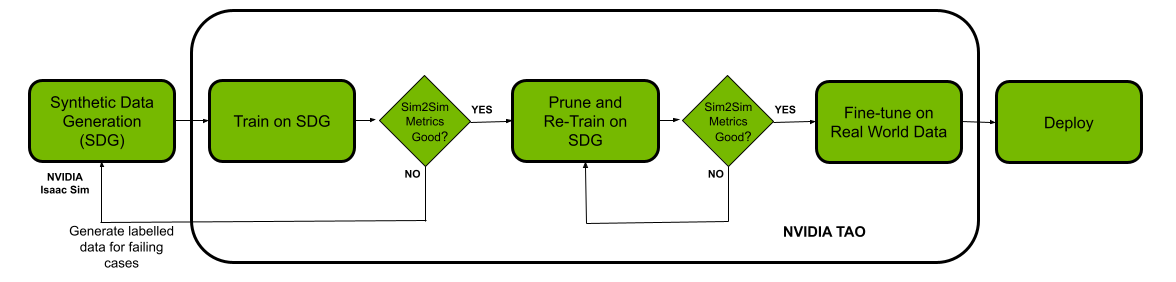 Synthetic Data
Generation
(SDG)
Train on SDG
Sim2Sim
Metrics
Good?
YES
NO
Prune and
Re-Train on
SDG
Sim2Sim
Metrics
Good?
YES
NO
Fine-tune on
Real World Data
Deploy
NVIDIA
Isaac Sim
Generate labelled
data for failing
cases
NVIDIA TAO